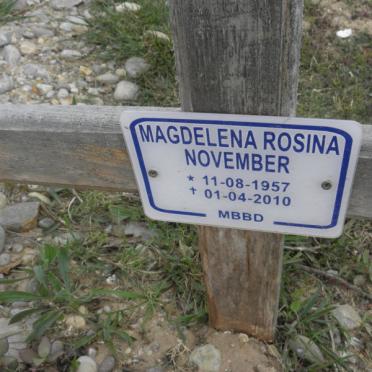 MAGDELENA ROSINA
NOVEMBER
* 11-08-1957
✝ 01-04-2010
MBBD